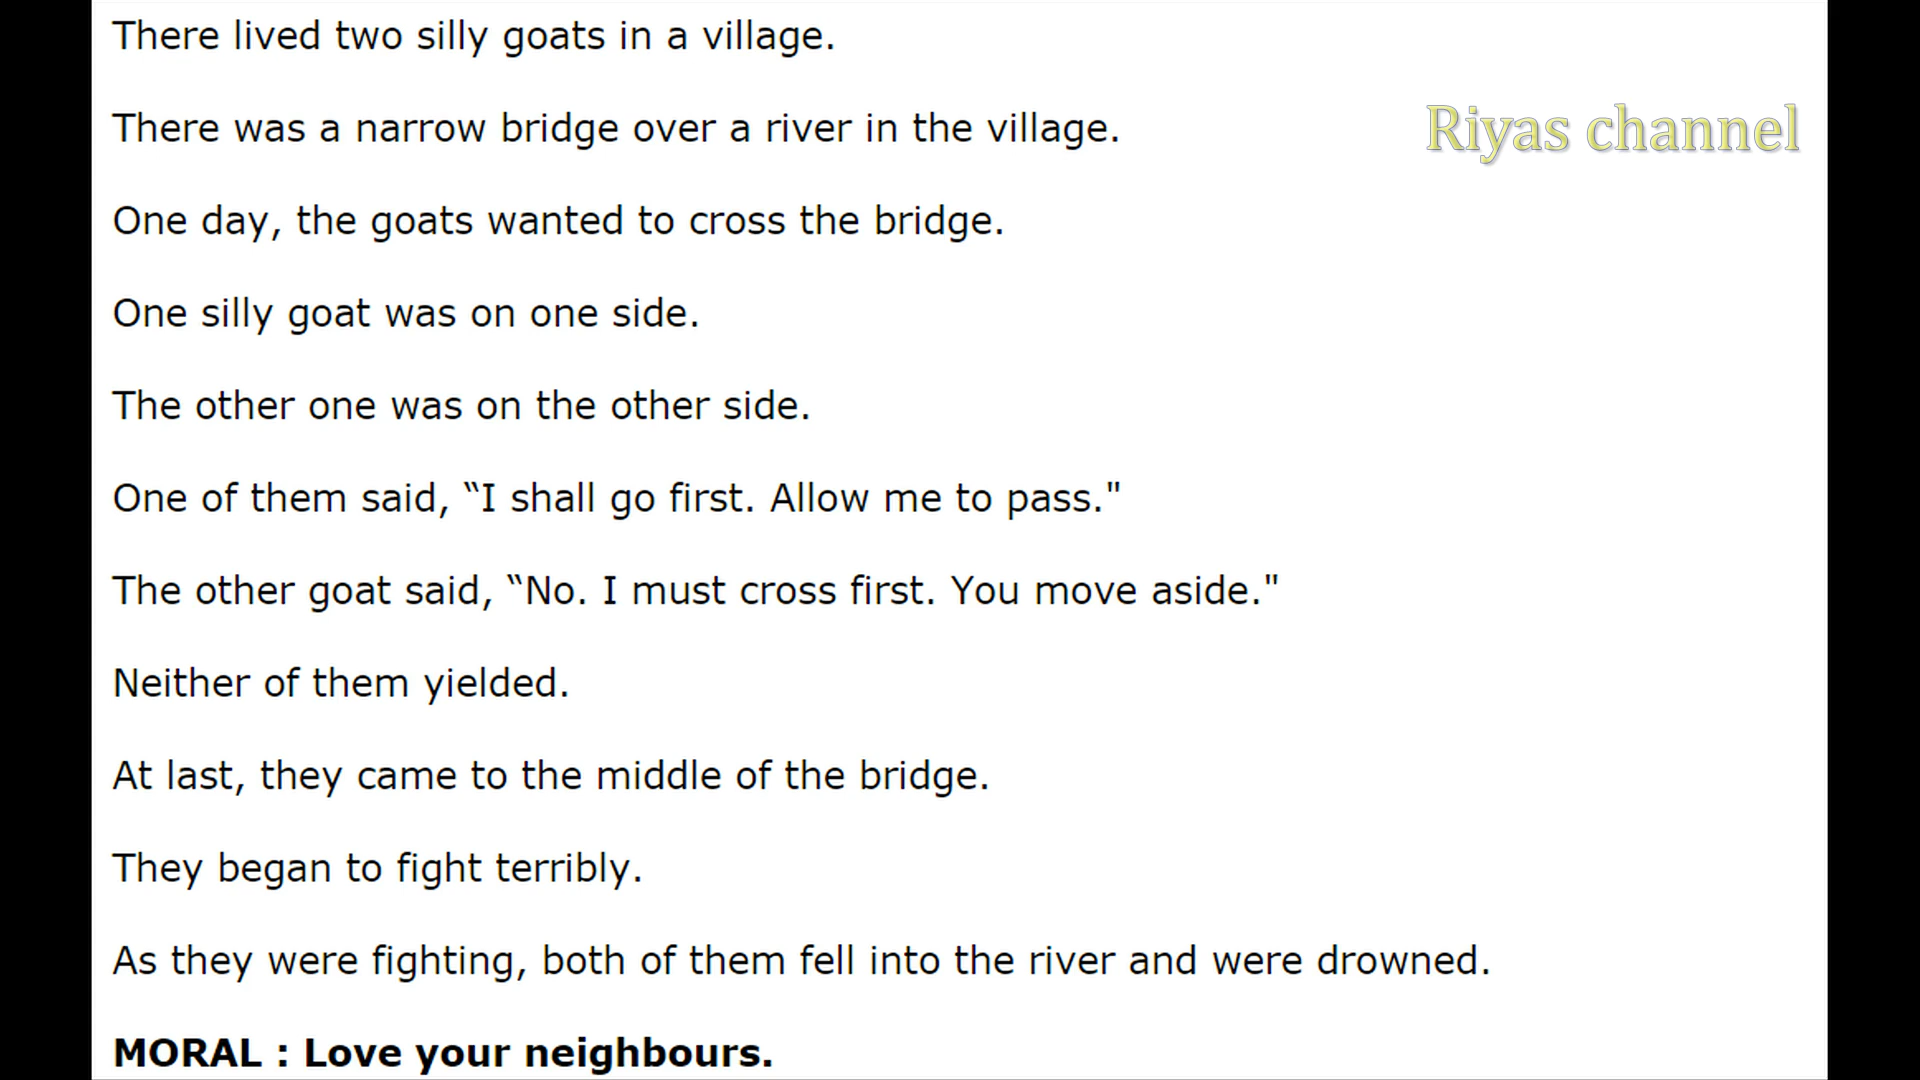 There lived two silly goats in a village.
There was a narrow bridge over a river in the village.
Riyas channel
One day, the goats wanted to cross the bridge.
One silly goat was on one side.
The other one was on the other side.
One of them said, “I shall go first. Allow me to pass."
The other goat said, “No. I must cross first. You move aside."
Neither of them yielded.
At last, they came to the middle of the bridge.
They began to fight terribly.
As they were fighting, both of them fell into the river and were drowned.
MORAL : Love your neighbours.